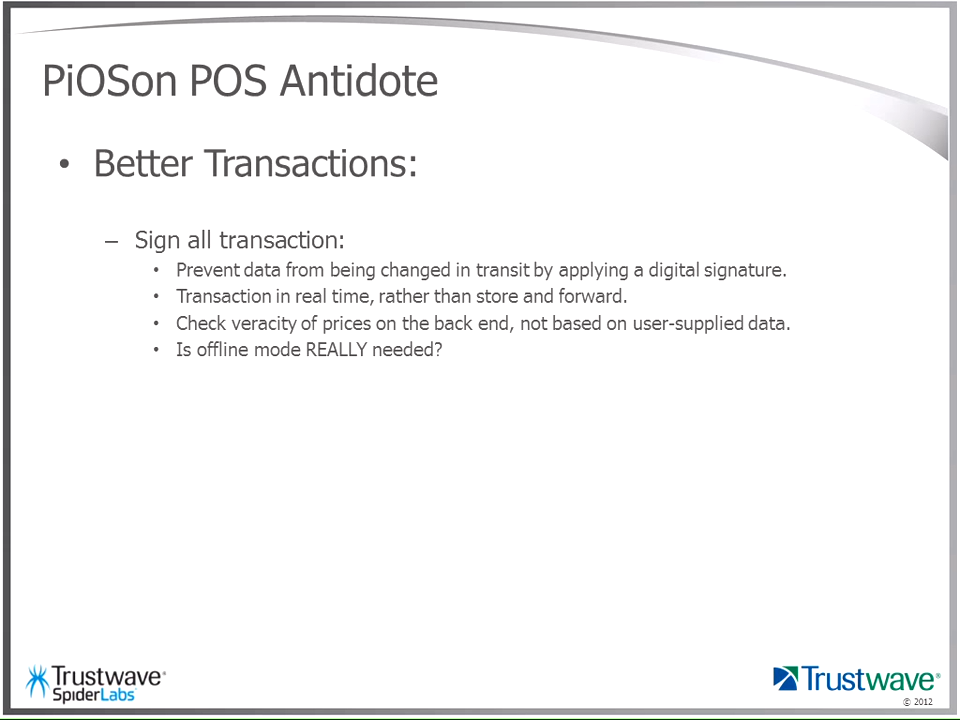 PiOSon POS Antidote
• Better Transactions:
– Sign all transaction:
• Prevent data from being changed in transit by applying a digital signature.
• Transaction in real time, rather than store and forward.
• Check veracity of prices on the back end, not based on user-supplied data.
• Is offline mode REALLY needed?
Trustwave®
SpiderLabs
Trustwave®
© 2012